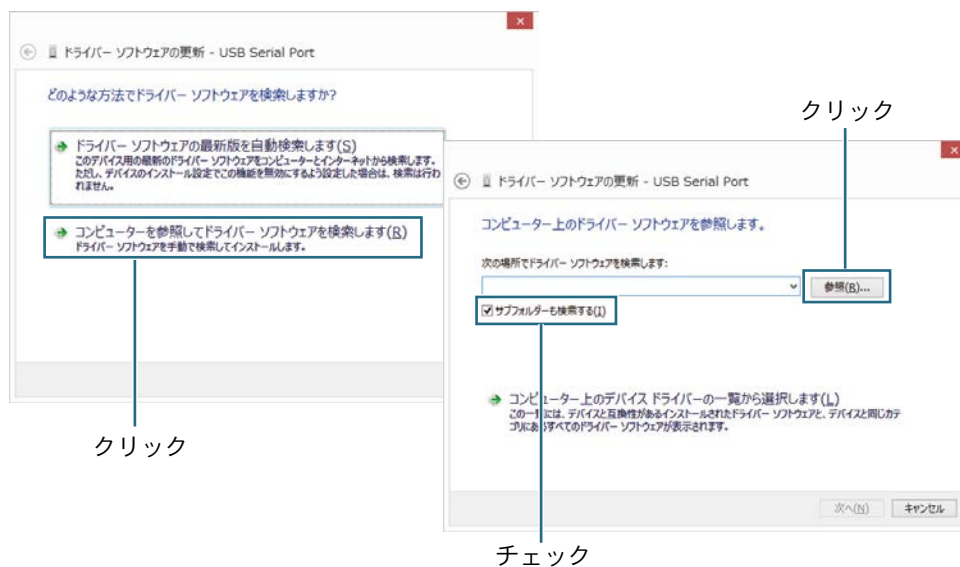 ドライバー ソフトウェアの更新 - USB Serial Port
どのような方法でドライバー ソフトウェアを検索しますか?
ドライバー ソフトウェアの最新版を自動検索します(S)
このデバイス用の最新のドライバー ソフトウェアをコンピューターとインターネットから検索します。
ただし、デバイスのインストール設定でこの機能を無効にするよう設定した場合は、検索は行わ
れません。
コンピューターを参照してドライバー ソフトウェアを検索します(R)
ドライバー ソフトウェアを手動で検索してインストールします。
クリック
クリック
ドライバー ソフトウェアの更新 - USB Serial Port
コンピューター上のドライバー ソフトウェアを参照します。
次の場所でドライバー ソフトウェアを検索します:
参照(R)...
サブフォルダーも検索する(I)
コンピューター上のデバイス ドライバーの一覧から選択します(L)
この一覧には、デバイスと互換性があるインストールされたドライバー ソフトウェアと、デバイスと同じカテ
ゴリにあるすべてのドライバー ソフトウェアが表示されます。
次へ(N)
キャンセル
チェック